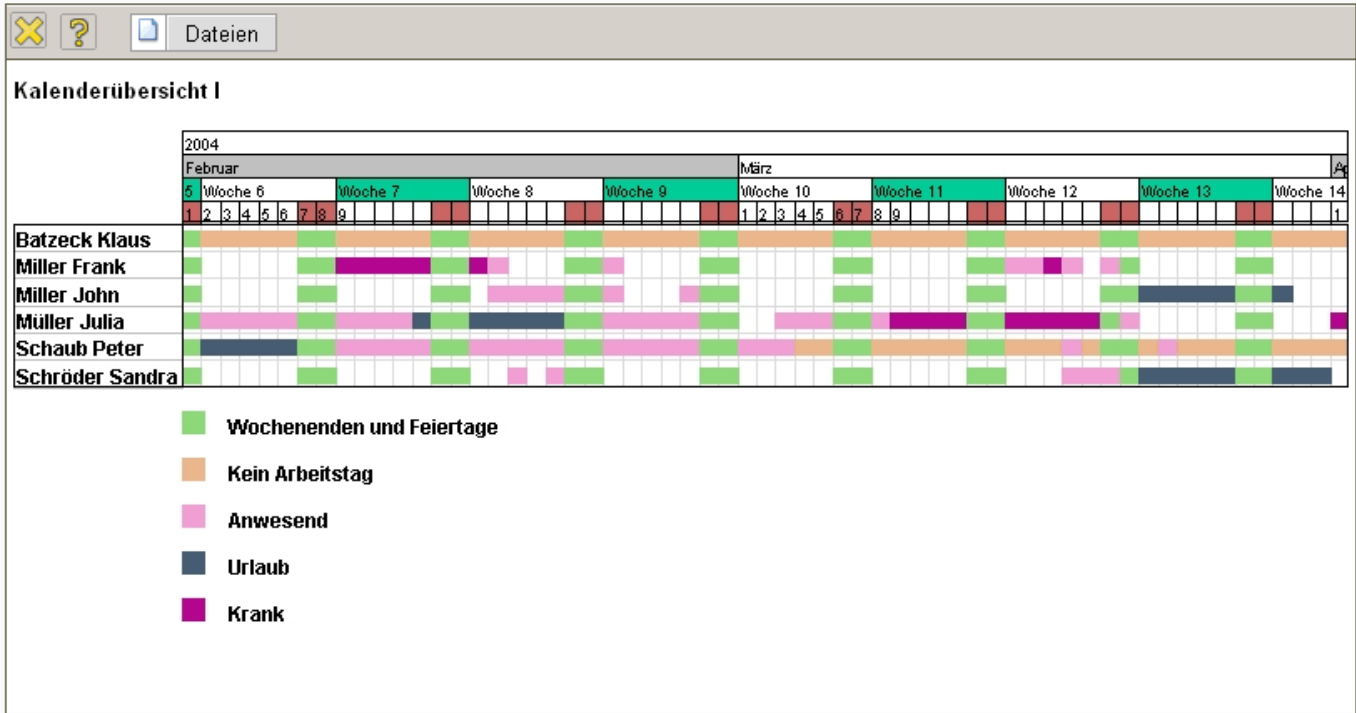 Dateien
Kalenderübersicht I
2004
Februar März
5 Woche 6 Woche 7 Woche 8 Woche 9 Woche 10 Woche 11 Woche 12 Woche 13 Woche 14
1 2 3 4 5 6 7 8 9 1 2 3 4 5 6 7 8 9 1
Batzeck Klaus
Miller Frank
Miller John
Müller Julia
Schaub Peter
Schröder Sandra
Wochenenden und Feiertage
Kein Arbeitstag
Anwesend
Urlaub
Krank